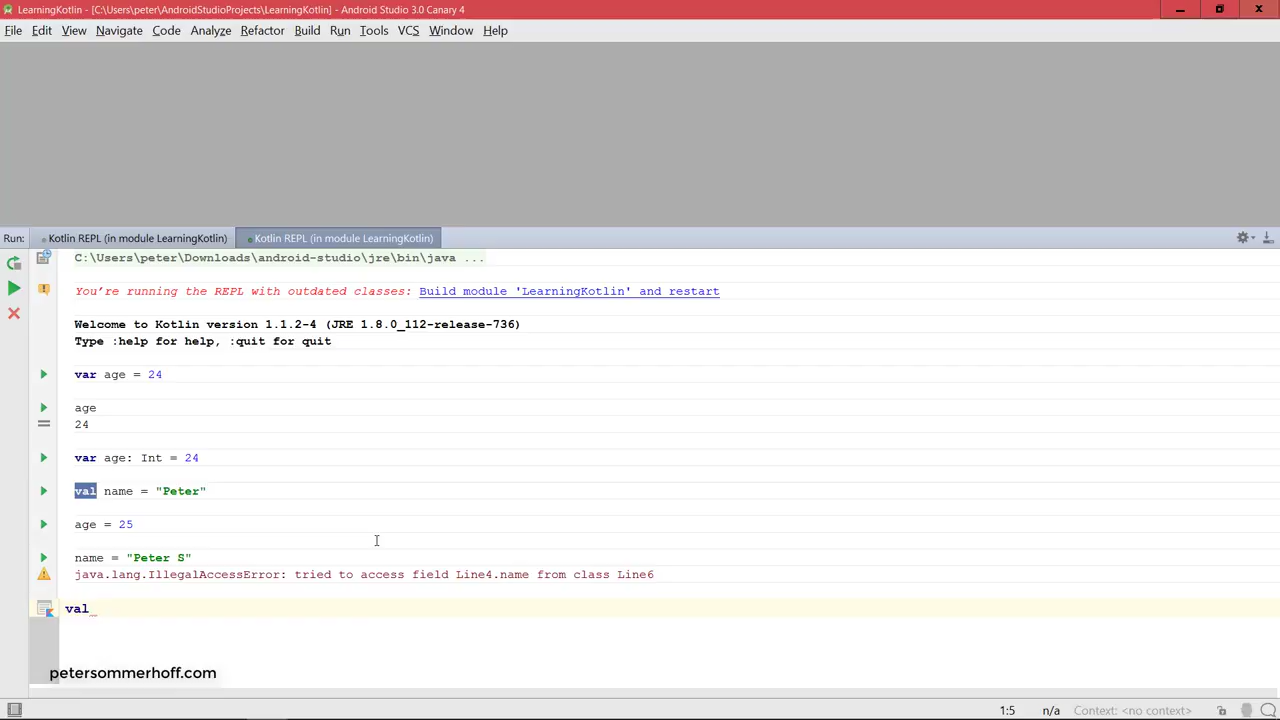 LearningKotlin - [C:\Users\peter\AndroidStudioProjects\LearningKotlin] - Android Studio 3.0 Canary 4
File Edit View Navigate Code Analyze Refactor Build Run Tools VCS Window Help
Run: Kotlin REPL (in module LearningKotlin) Kotlin REPL (in module LearningKotlin)
C:\Users\peter\Downloads\android-studio\jre\bin\java ...
You're running the REPL with outdated classes: Build module 'LearningKotlin' and restart
Welcome to Kotlin version 1.1.2-4 (JRE 1.8.0_112-release-736)
Type :help for help, :quit for quit
var age = 24
age
24
var age: Int = 24
val name = "Peter"
age = 25
name = "Peter S"
java.lang.IllegalAccessError: tried to access field Line4.name from class Line6
val
petersommerhoff.com
1:5 n/a Context: <no context>